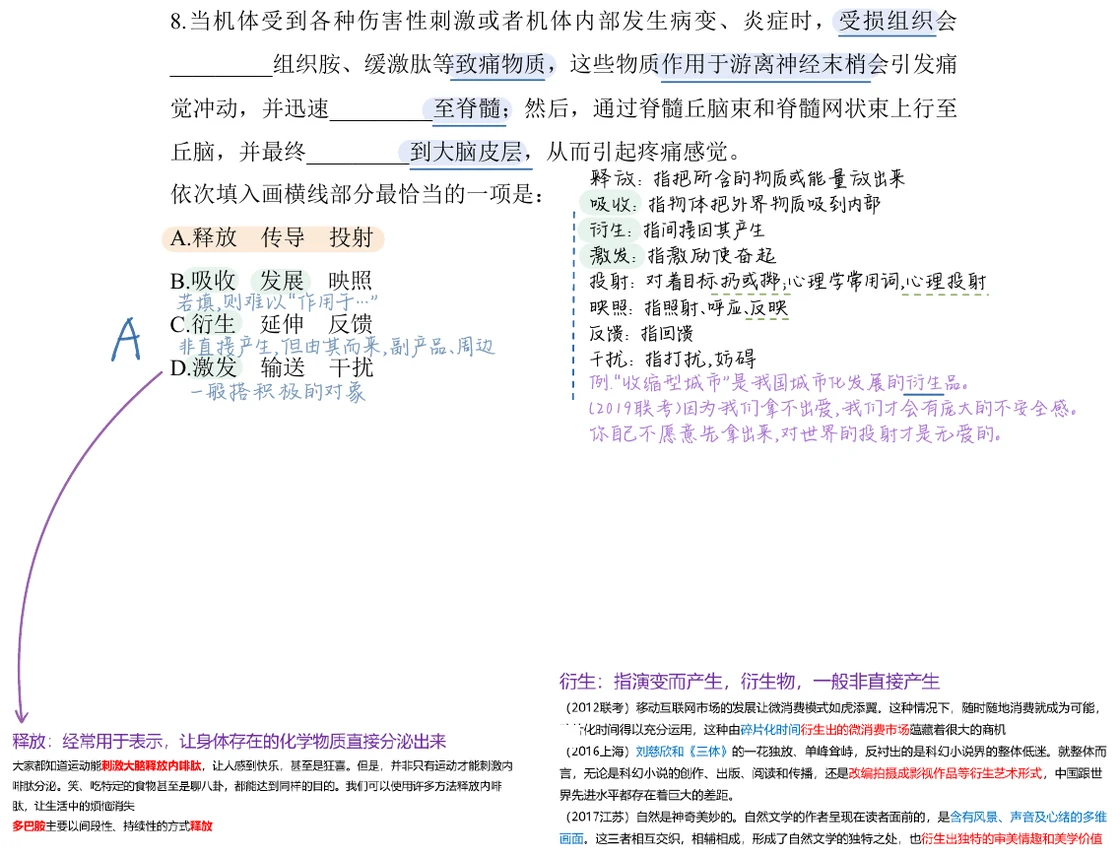 8.当机体受到各种伤害性刺激或者机体内部发生病变、炎症时，受损组织会
_________组织胺、缓激肽等致痛物质，这些物质作用于游离神经末梢会引发痛
觉冲动，并迅速_________至脊髓；然后，通过脊髓丘脑束和脊髓网状束上行至
丘脑，并最终_________到大脑皮层，从而引起疼痛感觉。
依次填入画横线部分最恰当的一项是：
A.释放 传导 投射
B.吸收 发展 映照
若填,则难以“作用于…”
C.衍生 延伸 反馈
非直接产生,但由其而来,副产品、周边
D.激发 输送 干扰
一般搭积极的对象
A
释放：指把所含的物质或能量放出来
吸收：指物体把外界物质吸到内部
衍生：指间接因其产生
激发：指激励使奋起
投射：对着目标扔或掷;心理学常用词,心理投射
映照：指照射、呼应、反映
反馈：指回馈
干扰：指打扰,妨碍
例.“收缩型城市”是我国城市化发展的衍生品。
(2019联考)因为我们拿不出爱,我们才会有庞大的不安全感。
你自己不愿意先拿出来,对世界的投射才是无爱的。
释放：经常用于表示，让身体存在的化学物质直接分泌出来
大家都知道运动能刺激大脑释放内啡肽，让人感到快乐，甚至是狂喜。但是，并非只有运动才能刺激内
啡肽分泌。笑、吃特定的食物甚至是聊八卦，都能达到同样的目的。我们可以使用许多方法释放内啡
肽，让生活中的烦恼消失
多巴胺主要以间段性、持续性的方式释放
衍生：指演变而产生，衍生物，一般非直接产生
（2012联考）移动互联网市场的发展让微消费模式如虎添翼。这种情况下，随时随地消费就成为可能，
化时间得以充分运用，这种由碎片化时间衍生出的微消费市场蕴藏着很大的商机
（2016上海）刘慈欣和《三体》的一花独放、单峰耸峙，反衬出的是科幻小说界的整体低迷。就整体而
言，无论是科幻小说的创作、出版、阅读和传播，还是改编拍摄成影视作品等衍生艺术形式，中国跟世
界先进水平都存在着巨大的差距。
（2017江苏）自然是神奇美妙的。自然文学的作者呈现在读者面前的，是含有风景、声音及心绪的多维
画面。这三者相互交织，相辅相成，形成了自然文学的独特之处，也衍生出独特的审美情趣和美学价值